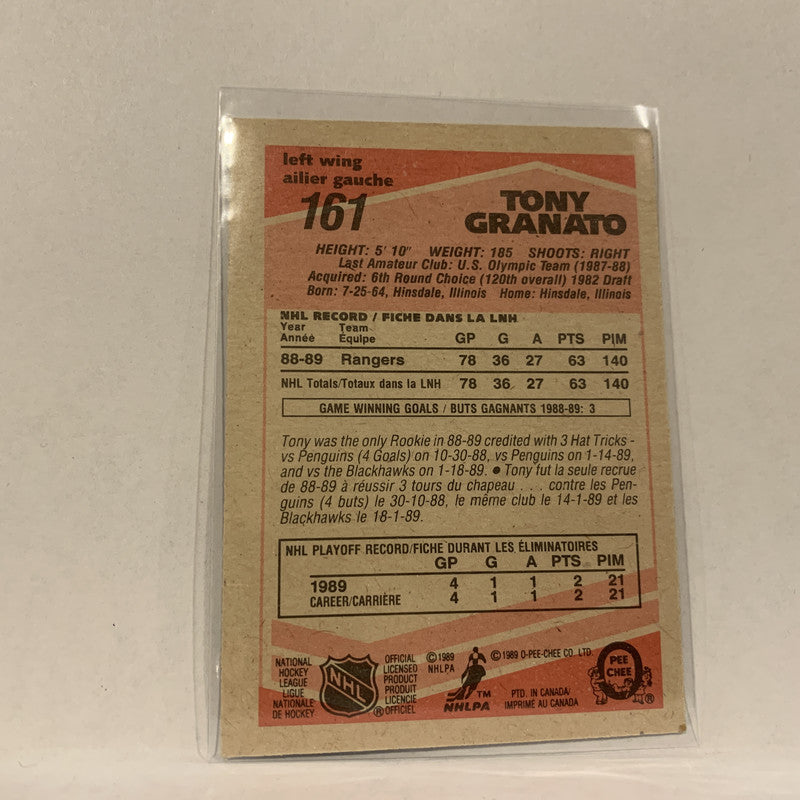 left wing
ailier gauche
161
TONY
GRANATO
HEIGHT: 5' 10" WEIGHT: 185 SHOOTS: RIGHT
Last Amateur Club: U.S. Olympic Team (1987-88)
Acquired: 6th Round Choice (120th overall) 1982 Draft
Born: 7-25-64, Hinsdale, Illinois Home: Hinsdale, Illinois
NHL RECORD / FICHE DANS LA LNH
Year Team
Année Équipe GP G A PTS PIM
88-89 Rangers 78 36 27 63 140
NHL Totals/Totaux dans la LNH 78 36 27 63 140
GAME WINNING GOALS / BUTS GAGNANTS 1988-89: 3
Tony was the only Rookie in 88-89 credited with 3 Hat Tricks -
vs Penguins (4 Goals) on 10-30-88, vs Penguins on 1-14-89,
and vs the Blackhawks on 1-18-89. ● Tony fut la seule recrue
de 88-89 à réussir 3 tours du chapeau . . . contre les Pen-
guins (4 buts) le 30-10-88, le même club le 14-1-89 et les
Blackhawks le 18-1-89.
NHL PLAYOFF RECORD/FICHE DURANT LES ÉLIMINATOIRES
GP G A PTS PIM
1989 4 1 1 2 21
CAREER/CARRIÈRE 4 1 1 2 21
NATIONAL
HOCKEY
LEAGUE
LIGUE
NATIONALE
DE HOCKEY
NHL
OFFICIAL
LICENSED
PRODUCT
PRODUIT
LICENCIE
® OFFICIEL
© 1989
NHLPA
TM
NHLPA
© 1989 O-PEE-CHEE CO. LTD.
PTD. IN CANADA/
IMPRIMÉ AU CANADA
PEE
CHEE
®